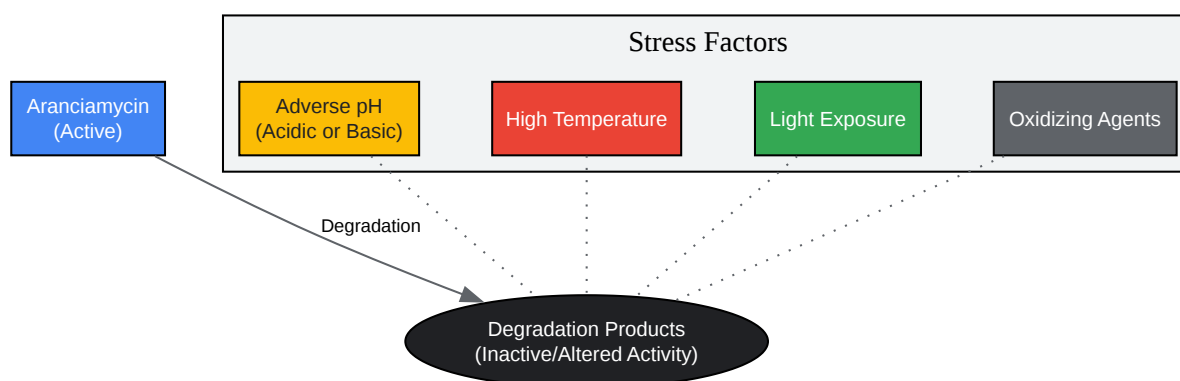 Stress Factors
Aranciamycin
(Active)
Adverse pH
(Acidic or Basic)
High Temperature
Light Exposure
Oxidizing Agents
Degradation
Degradation Products
(Inactive/Altered Activity)